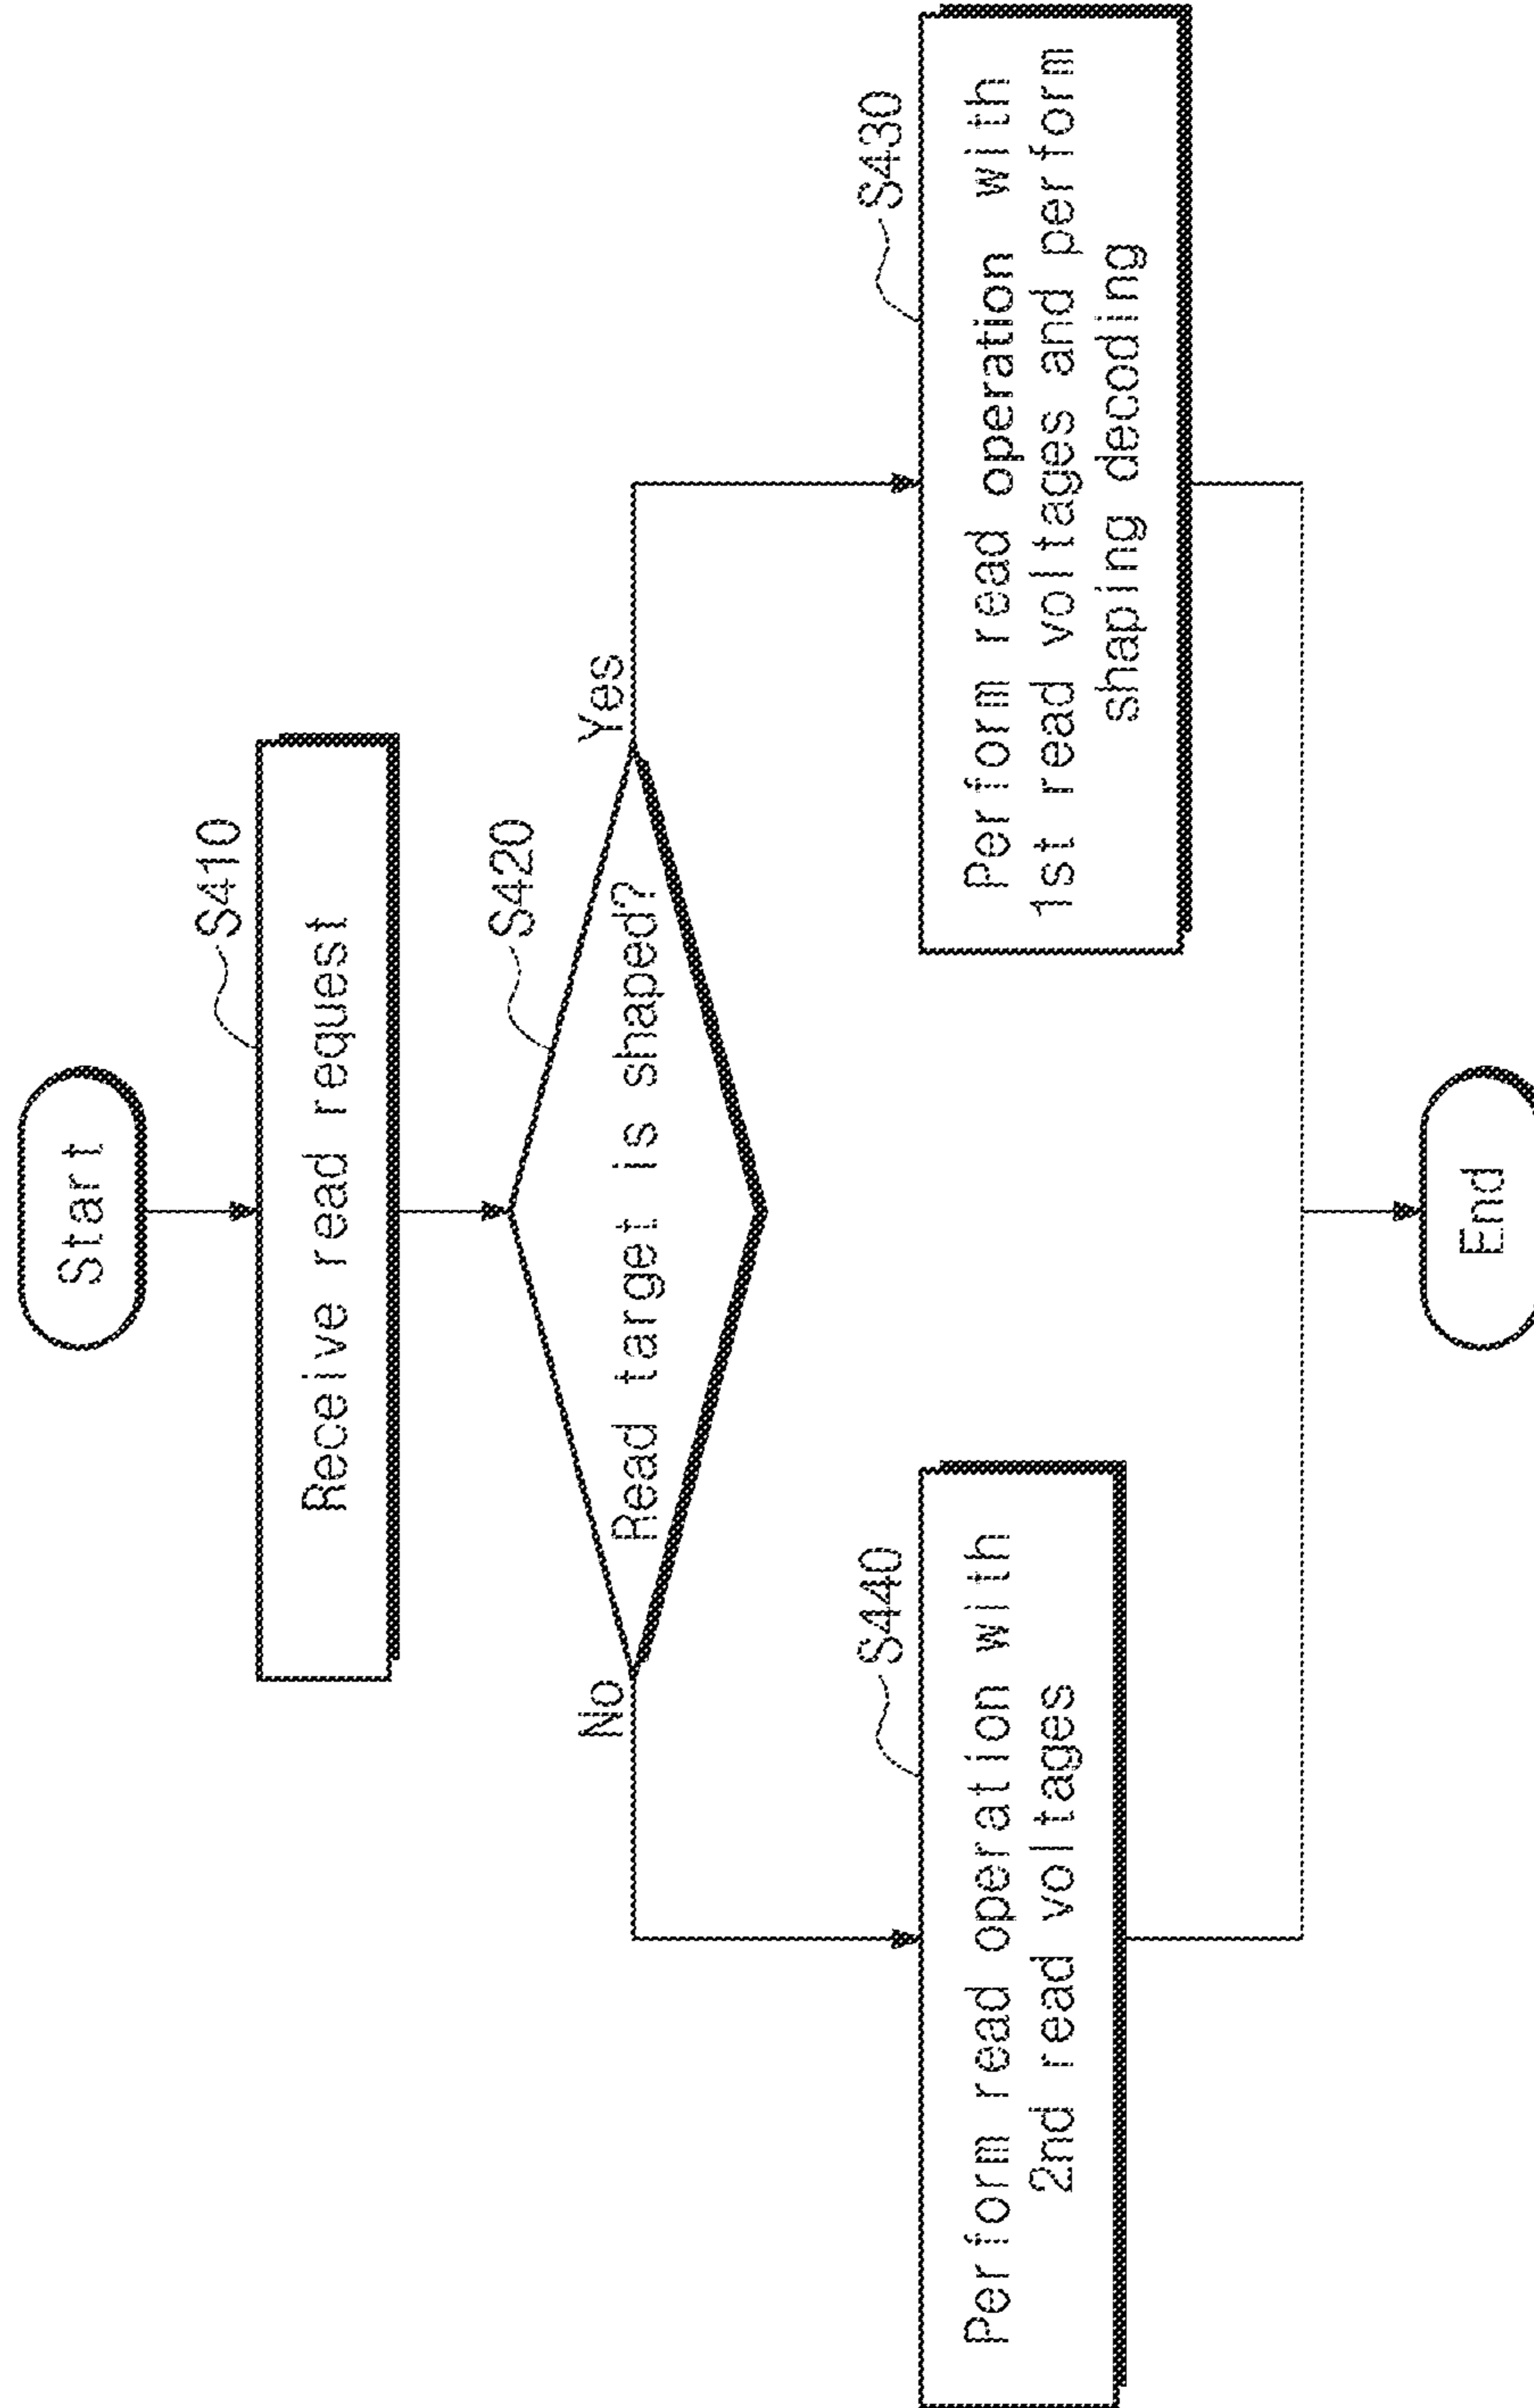 Start
S410
Receive read request
S420
Read target is shaped?
No
Yes
S440
Perform read operation with
2nd read voltages
S430
Perform read operation with
1st read voltages and perform
shaping decoding
End